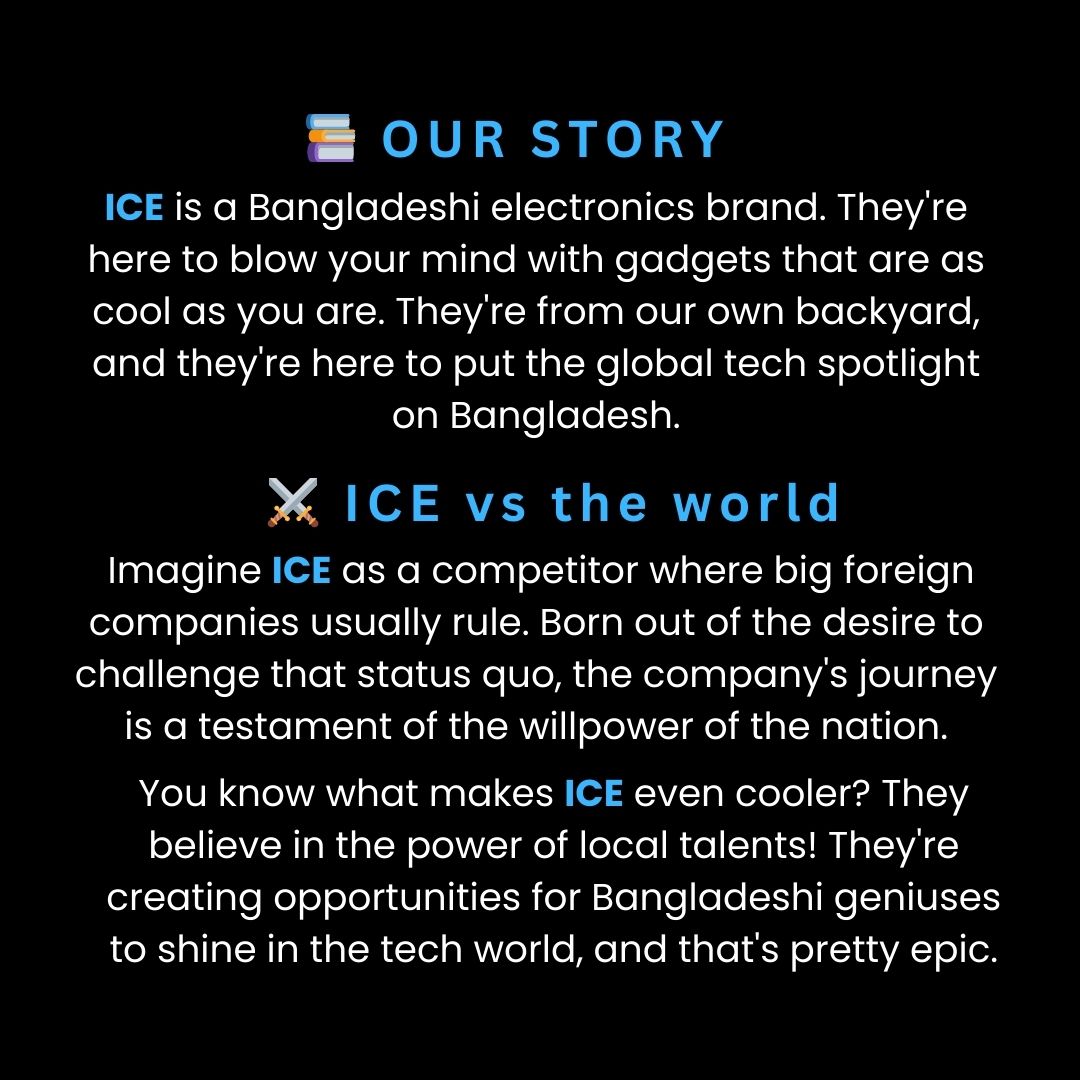 📚 OUR STORY
ICE is a Bangladeshi electronics brand. They're
here to blow your mind with gadgets that are as
cool as you are. They're from our own backyard,
and they're here to put the global tech spotlight
on Bangladesh.
⚔️ ICE vs the world
Imagine ICE as a competitor where big foreign
companies usually rule. Born out of the desire to
challenge that status quo, the company's journey
is a testament of the willpower of the nation.
You know what makes ICE even cooler? They
believe in the power of local talents! They're
creating opportunities for Bangladeshi geniuses
to shine in the tech world, and that's pretty epic.